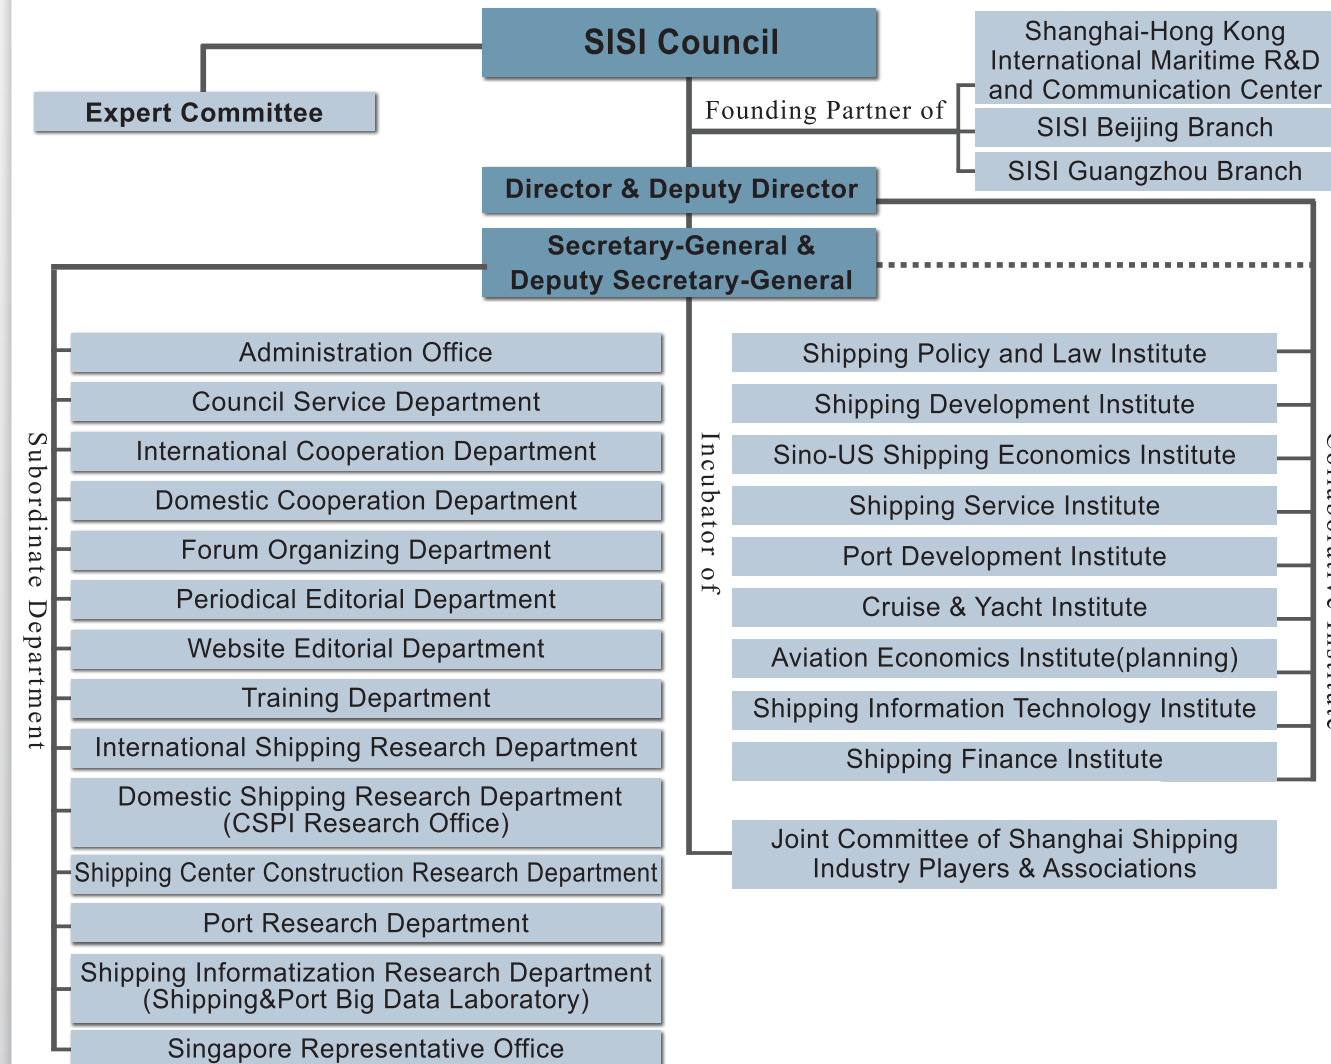 SISI Council
Expert Committee
Founding Partner of
Shanghai-Hong Kong
International Maritime R&D
and Communication Center
SISI Beijing Branch
SISI Guangzhou Branch
Director & Deputy Director
Secretary-General &
Deputy Secretary-General
Subordinate Department
Administration Office
Council Service Department
International Cooperation Department
Domestic Cooperation Department
Forum Organizing Department
Periodical Editorial Department
Website Editorial Department
Training Department
International Shipping Research Department
Domestic Shipping Research Department
(CSPI Research Office)
Shipping Center Construction Research Department
Port Research Department
Shipping Informatization Research Department
(Shipping&Port Big Data Laboratory)
Singapore Representative Office
Incubator of
Shipping Policy and Law Institute
Shipping Development Institute
Sino-US Shipping Economics Institute
Shipping Service Institute
Port Development Institute
Cruise & Yacht Institute
Aviation Economics Institute(planning)
Shipping Information Technology Institute
Shipping Finance Institute
Joint Committee of Shanghai Shipping
Industry Players & Associations